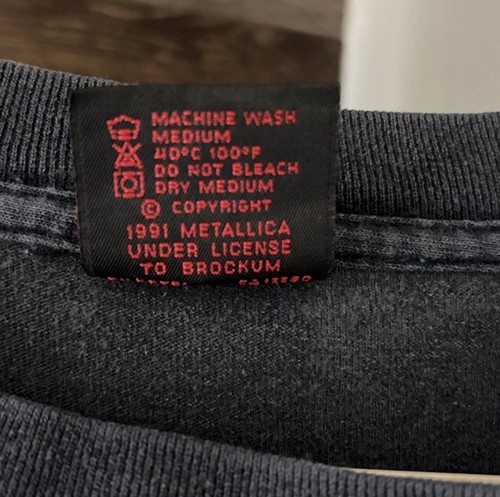 MACHINE WASH
MEDIUM
40°C 100°F
DO NOT BLEACH
DRY MEDIUM
© COPYRIGHT
1991 METALLICA
UNDER LICENSE
TO BROCKUM